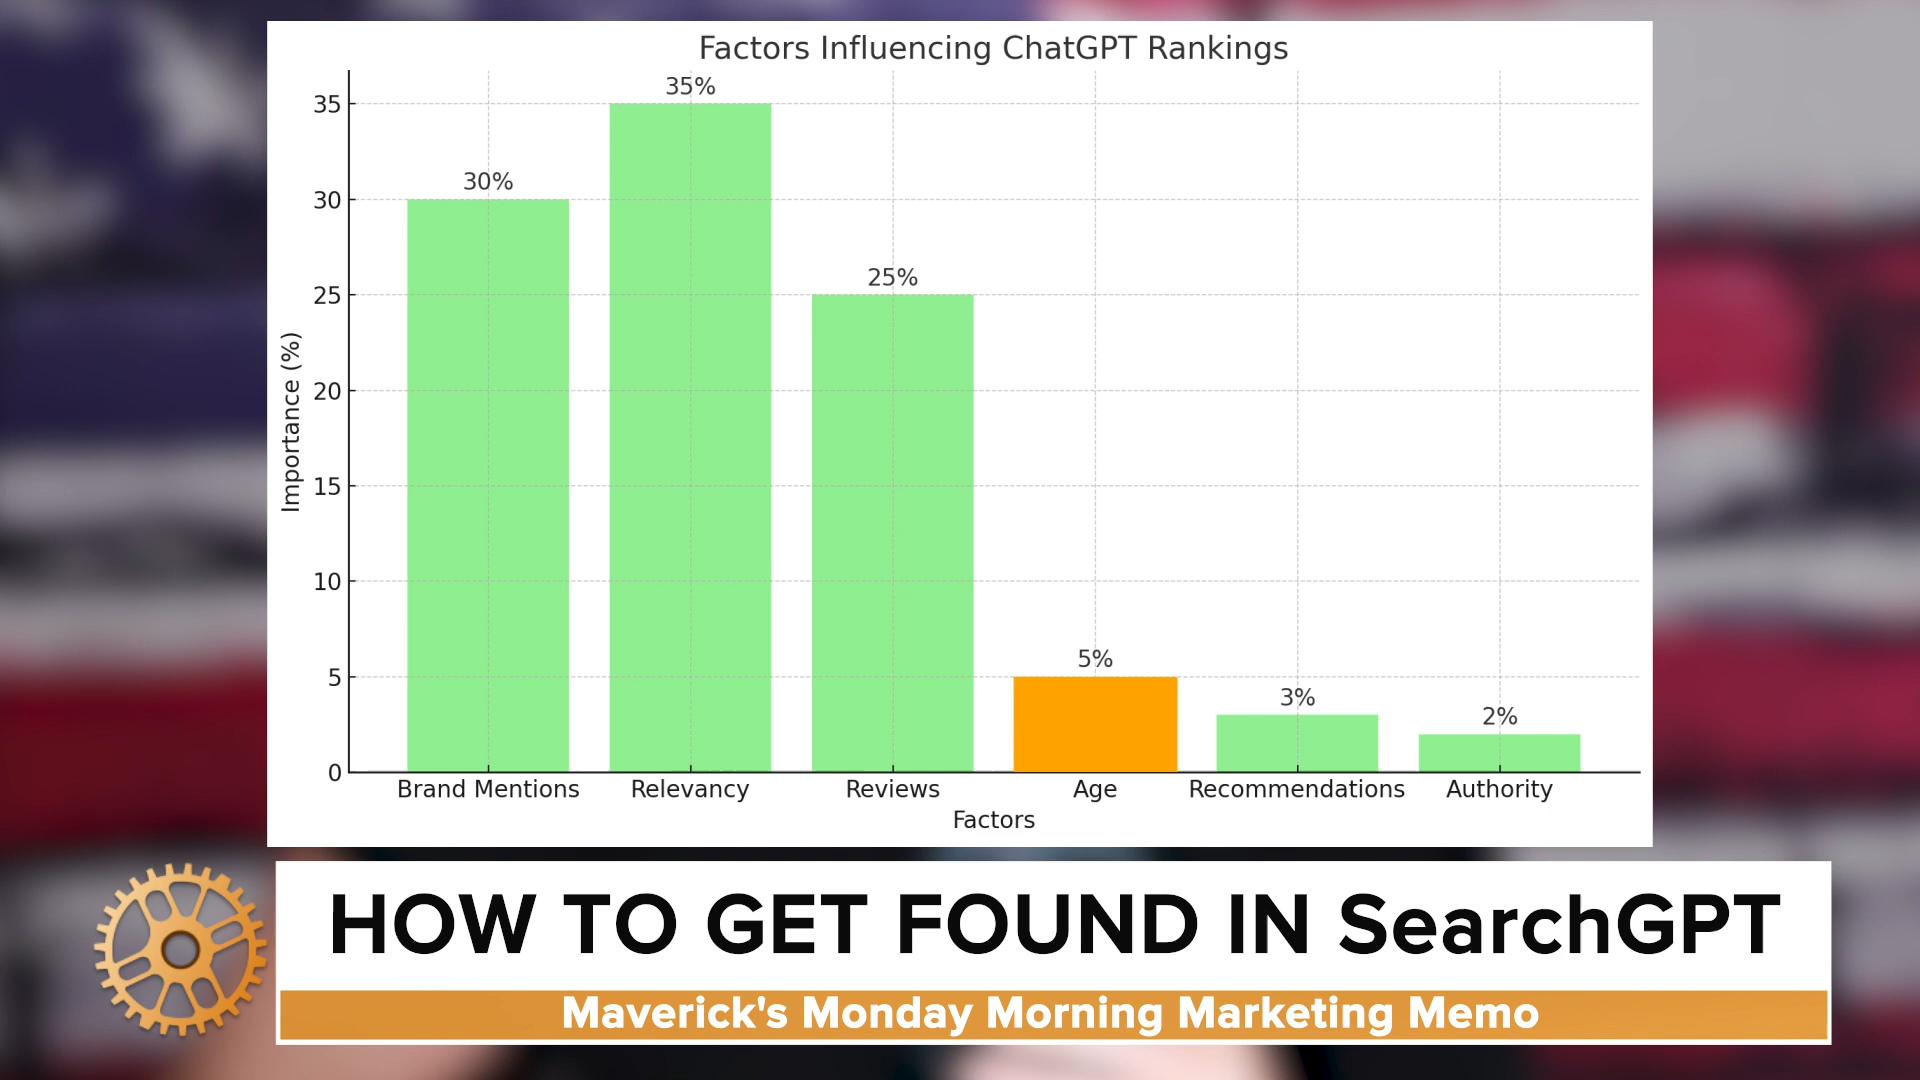 Factors Influencing ChatGPT Rankings
35%
35
30%
30
25%
25
20
15
10
5%
5
3%
2%
0
Importance (%)
Brand Mentions Relevancy Reviews Age Recommendations Authority
Factors
HOW TO GET FOUND IN SearchGPT
Maverick's Monday Morning Marketing Memo